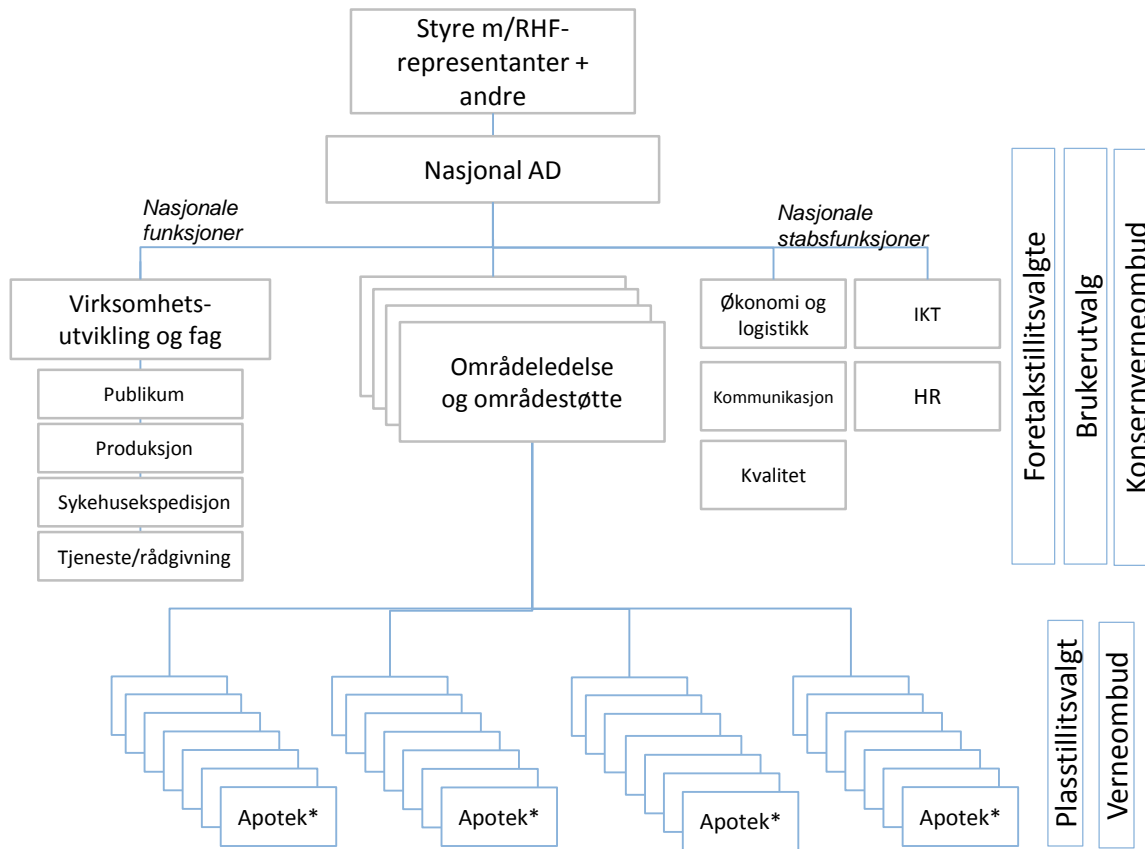 Styre m/RHF-
representanter +
andre
Nasjonal AD
Nasjonale
funksjoner
Nasjonale
stabsfunksjoner
Virksomhets-
utvikling og fag
Publikum
Produksjon
Sykehusekspedisjon
Tjeneste/rådgivning
Områdeledelse
og områdestøtte
Økonomi og
logistikk
IKT
Kommunikasjon
HR
Kvalitet
Foretakstillitsvalgte
Brukerutvalg
Konsernverneombud
Apotek*
Apotek*
Apotek*
Apotek*
Plasstillitsvalgt
Verneombud